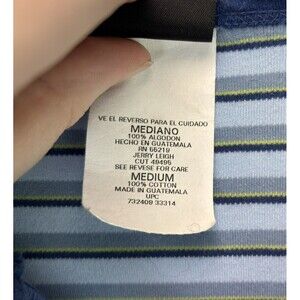 VE EL REVERSO PARA EL CUIDADO
MEDIANO
100% ALGODON
HECHO EN GUATEMALA
RN 65219
JERRY LEIGH
CUT 49495
SEE REVESE FOR CARE
MEDIUM
100% COTTON
MADE IN GUATEMALA
UPC
732409 33314